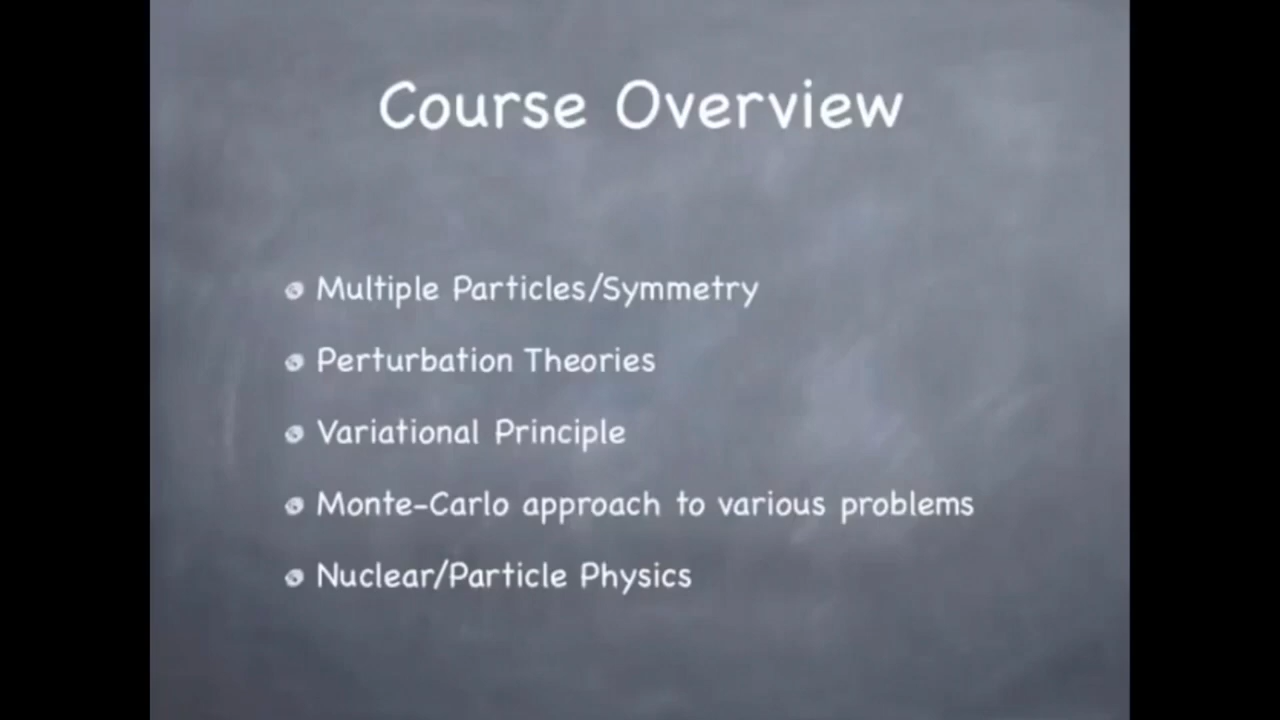 Course Overview
Multiple Particles/Symmetry
Perturbation Theories
Variational Principle
Monte-Carlo approach to various problems
Nuclear/Particle Physics